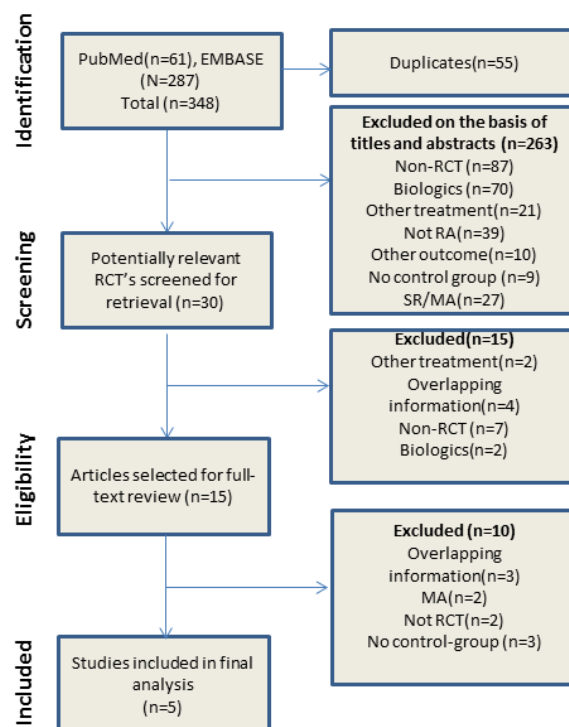 Identification
PubMed(n=61), EMBASE
(N=287)
Total (n=348)
Duplicates(n=55)
Excluded on the basis of
titles and abstracts (n=263)
Non-RCT(n=87)
Biologics(n=70)
Other treatment(n=21)
Not RA(n=39)
Other outcome(n=10)
No control group (n=9)
SR/MA(n=27)
Screening
Potentially relevant
RCT's screened for
retrieval (n=30)
Excluded(n=15)
Other treatment(n=2)
Overlapping
information(n=4)
Non-RCT(n=7)
Biologics(n=2)
Eligibility
Articles selected for full-
text review (n=15)
Excluded (n=10)
Overlapping
information(n=3)
MA(n=2)
Not RCT(n=2)
No control-group (n=3)
Included
Studies included in final
analysis
(n=5)